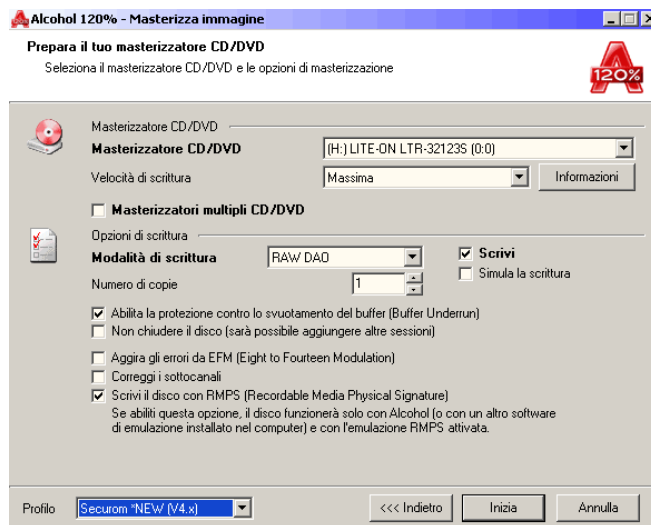 Alcohol 120% - Masterizza immagine
Prepara il tuo masterizzatore CD/DVD
Seleziona il masterizzatore CD/DVD e le opzioni di masterizzazione
120%
Masterizzatore CD/DVD
Masterizzatore CD/DVD (H:) LITE-ON LTR-32123S (0:0)
Velocità di scrittura Massima Informazioni
Masterizzatori multipli CD/DVD
Opzioni di scrittura
Modalità di scrittura RAW DAO Scrivi
Simula la scrittura
Numero di copie 1
Abilita la protezione contro lo svuotamento del buffer (Buffer Underrun)
Non chiudere il disco (sarà possibile aggiungere altre sessioni)
Aggira gli errori da EFM (Eight to Fourteen Modulation)
Correggi i sottocanali
Scrivi il disco con RMPS (Recordable Media Physical Signature)
Se abiliti questa opzione, il disco funzionerà solo con Alcohol (o con un altro software
di emulazione installato nel computer) e con l'emulazione RMPS attivata.
Profilo Securom *NEW (V4.x) <<< Indietro Inizia Annulla